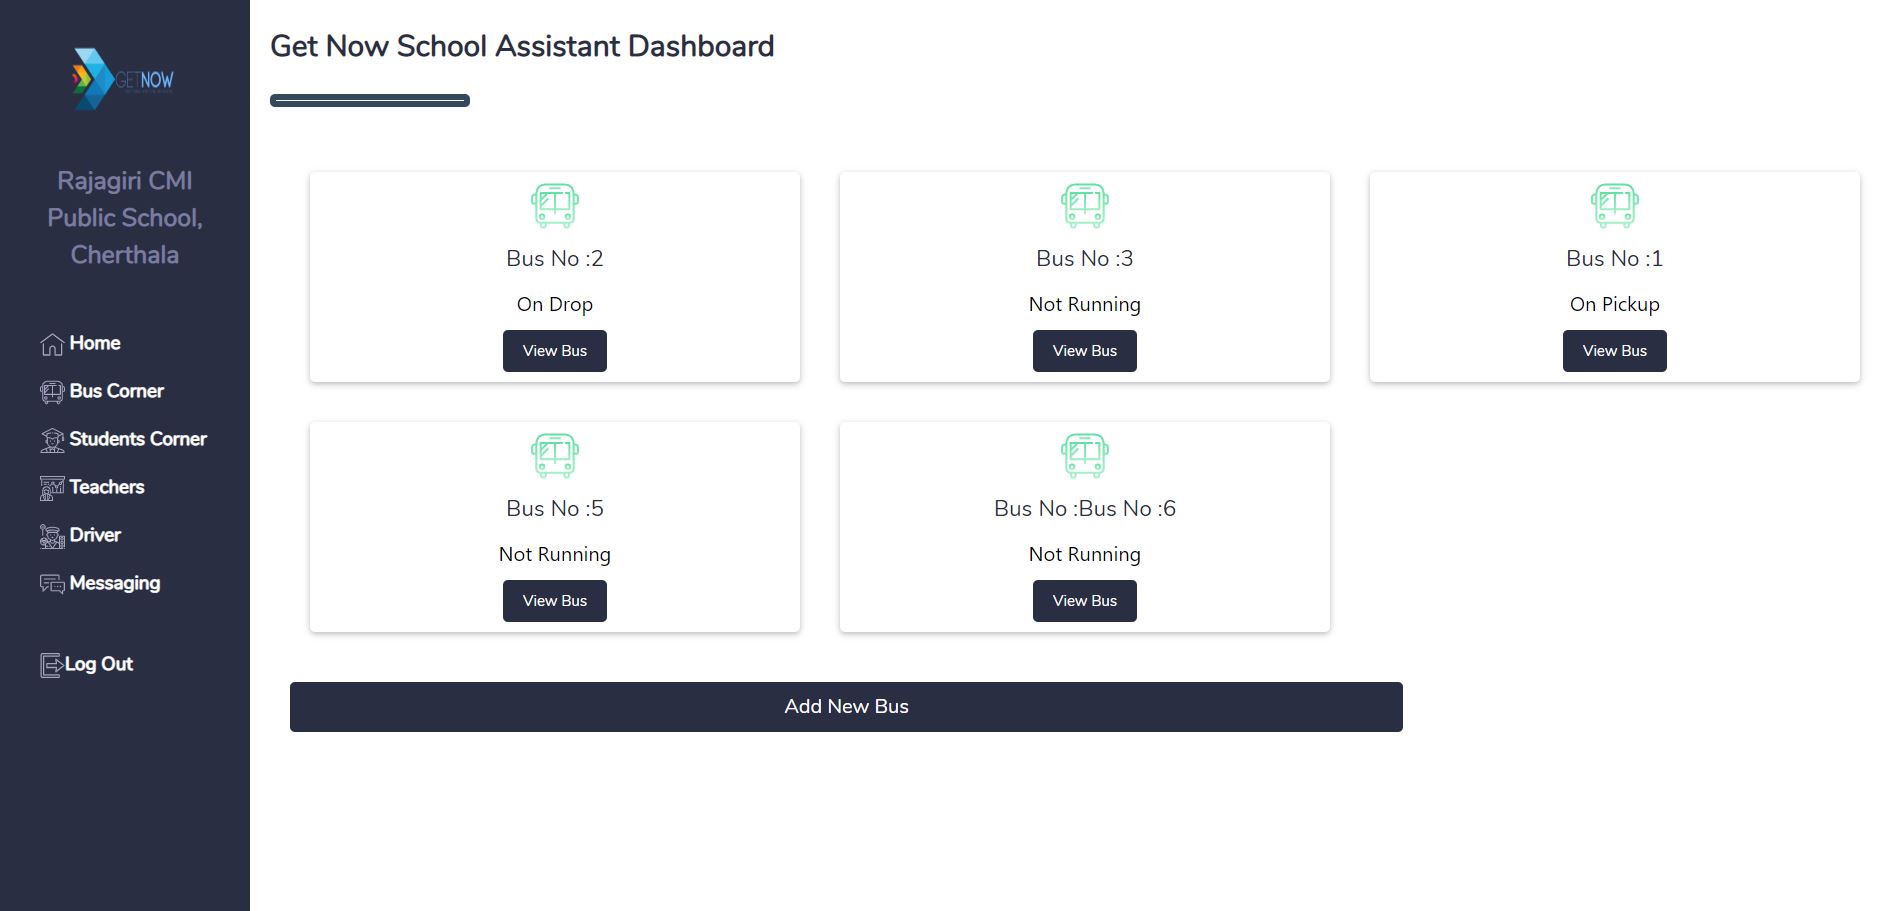 GETNOW
Rajagiri CMI
Public School,
Cherthala
Home
Bus Corner
Students Corner
Teachers
Driver
Messaging
Log Out
Get Now School Assistant Dashboard
Bus No :2
On Drop
View Bus
Bus No :3
Not Running
View Bus
Bus No :1
On Pickup
View Bus
Bus No :5
Not Running
View Bus
Bus No :Bus No :6
Not Running
View Bus
Add New Bus